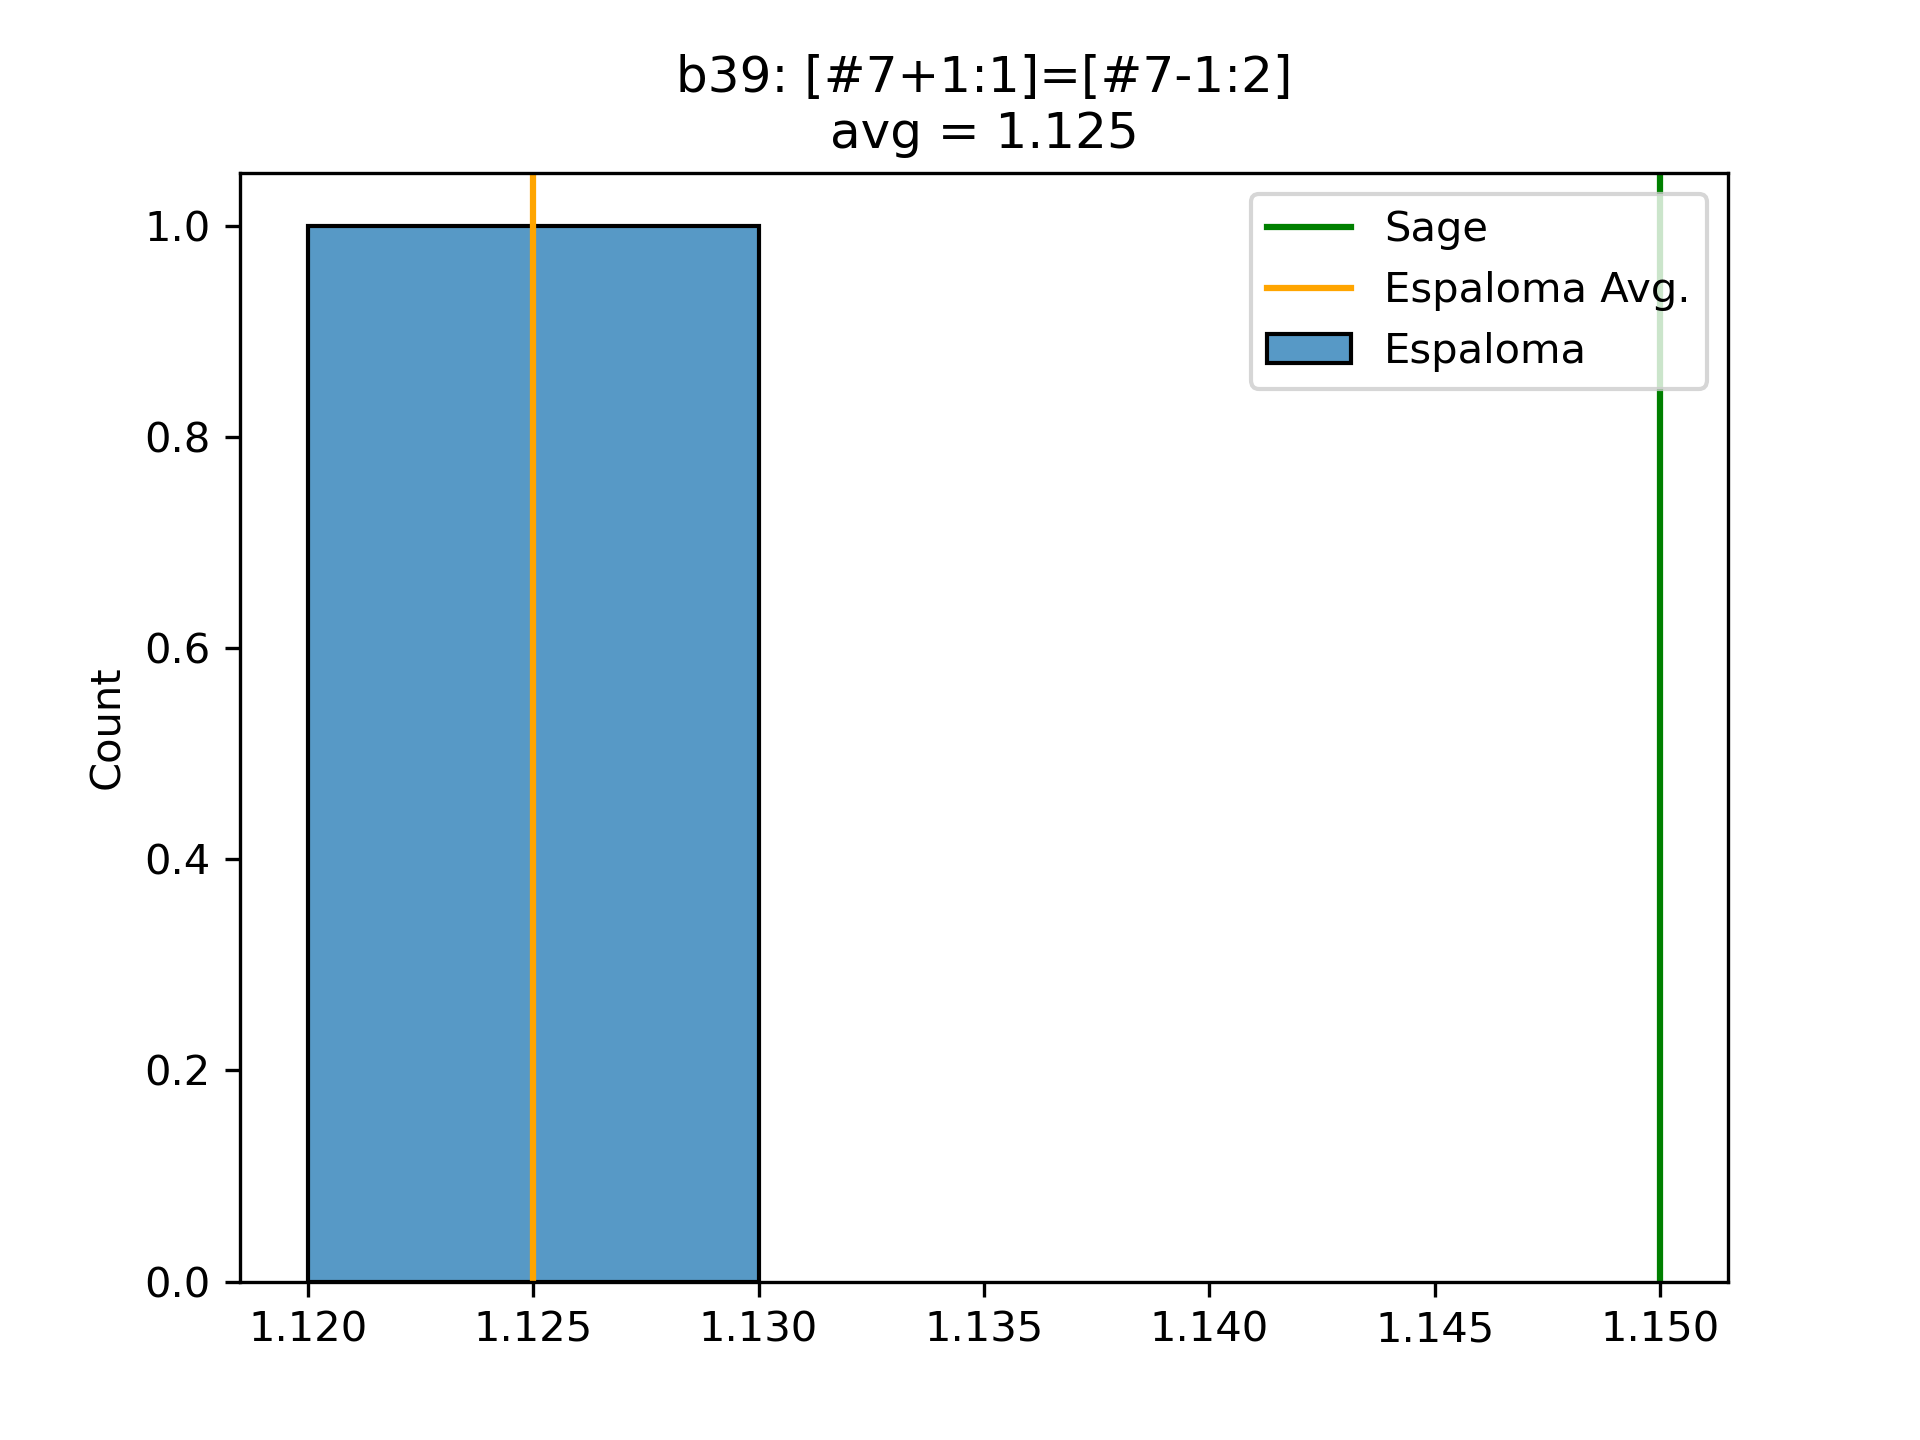 b39: [#7+1:1]=[#7-1:2]
avg = 1.125
Sage
Espaloma Avg.
Espaloma
Count
1.0
0.8
0.6
0.4
0.2
0.0
1.120 1.125 1.130 1.135 1.140 1.145 1.150